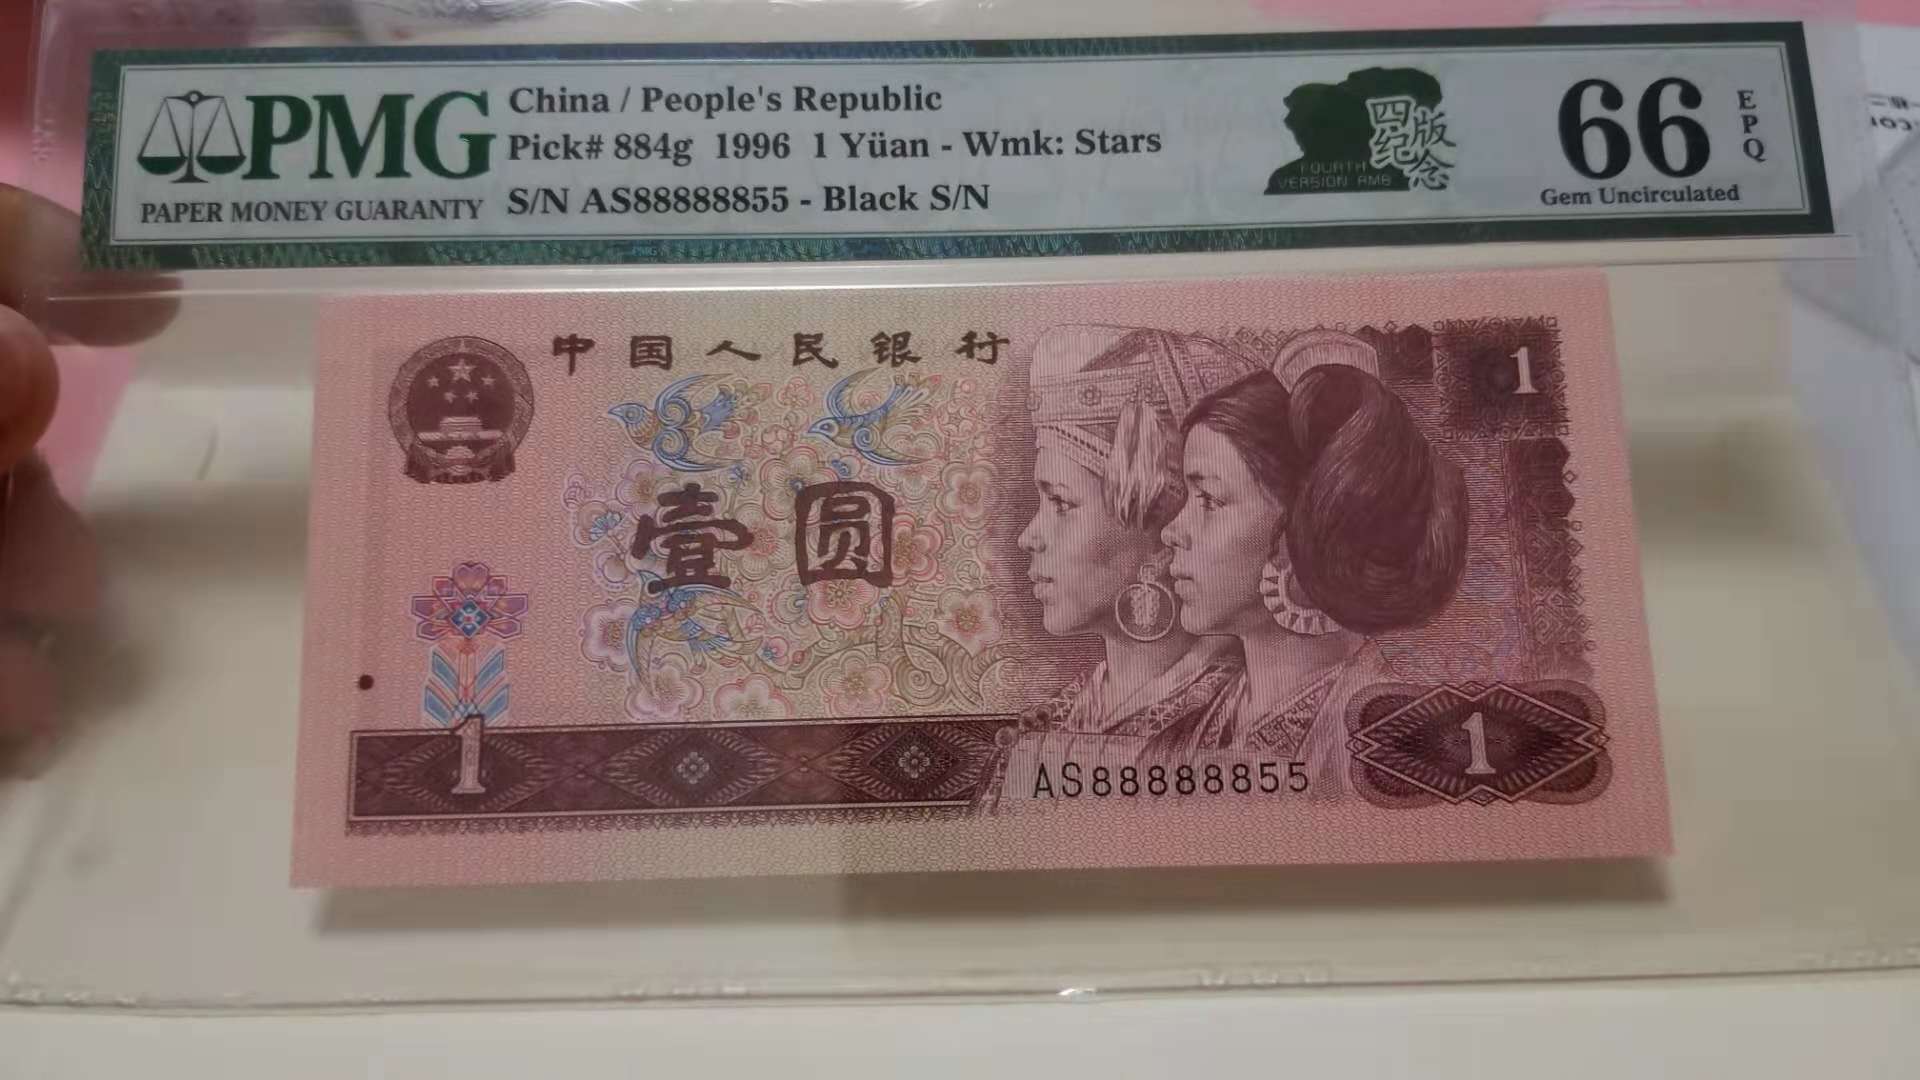 PMG
PAPER MONEY GUARANTY
China / People's Republic
Pick# 884g 1996 1 Yüan - Wmk: Stars
S/N AS88888855 - Black S/N
四版
纪念
FOURTH
VERSION RMB
66
EPQ
Gem Uncirculated
中国人民银行
1
壹圆
1
AS88888855
1